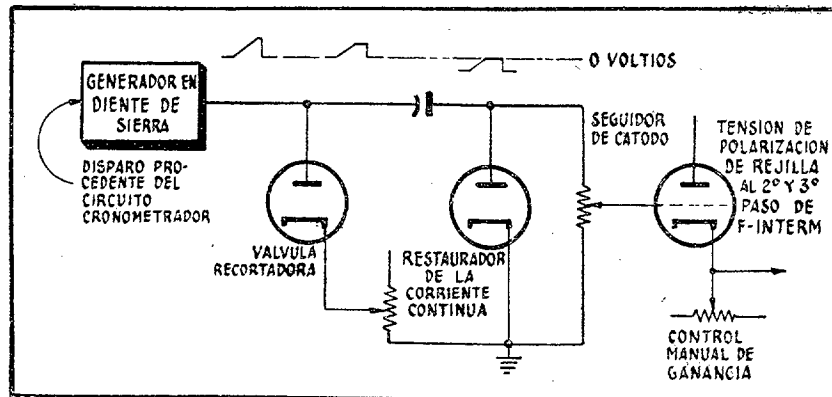 0 VOLTIOS
GENERADOR EN
DIENTE DE
SIERRA
DISPARO PRO-
CEDENTE DEL
CIRCUITO
CRONOMETRADOR
VALVULA
RECORTADORA
RESTAURADOR
DE LA
CORRIENTE
CONTINUA
SEGUIDOR
DE CATODO
TENSION DE
POLARIZACION
DE REJILLA
AL 2º Y 3º
PASO DE
F-INTERM
CONTROL
MANUAL DE
GANANCIA